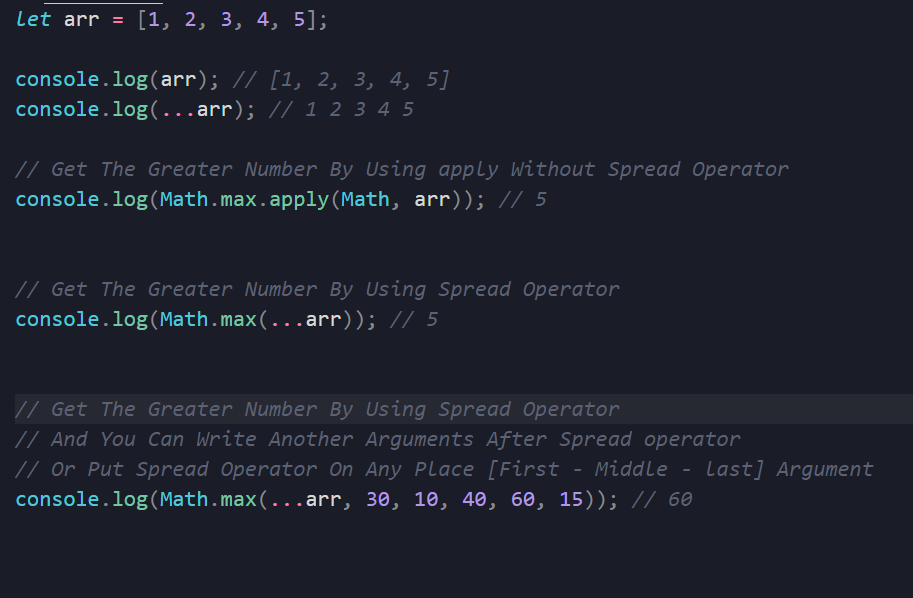 let arr = [1, 2, 3, 4, 5];
console.log(arr); // [1, 2, 3, 4, 5]
console.log(...arr); // 1 2 3 4 5
// Get The Greater Number By Using apply Without Spread Operator
console.log(Math.max.apply(Math, arr)); // 5
// Get The Greater Number By Using Spread Operator
console.log(Math.max(...arr)); // 5
// Get The Greater Number By Using Spread Operator
// And You Can Write Another Arguments After Spread operator
// Or Put Spread Operator On Any Place [First - Middle - last] Argument
console.log(Math.max(...arr, 30, 10, 40, 60, 15)); // 60